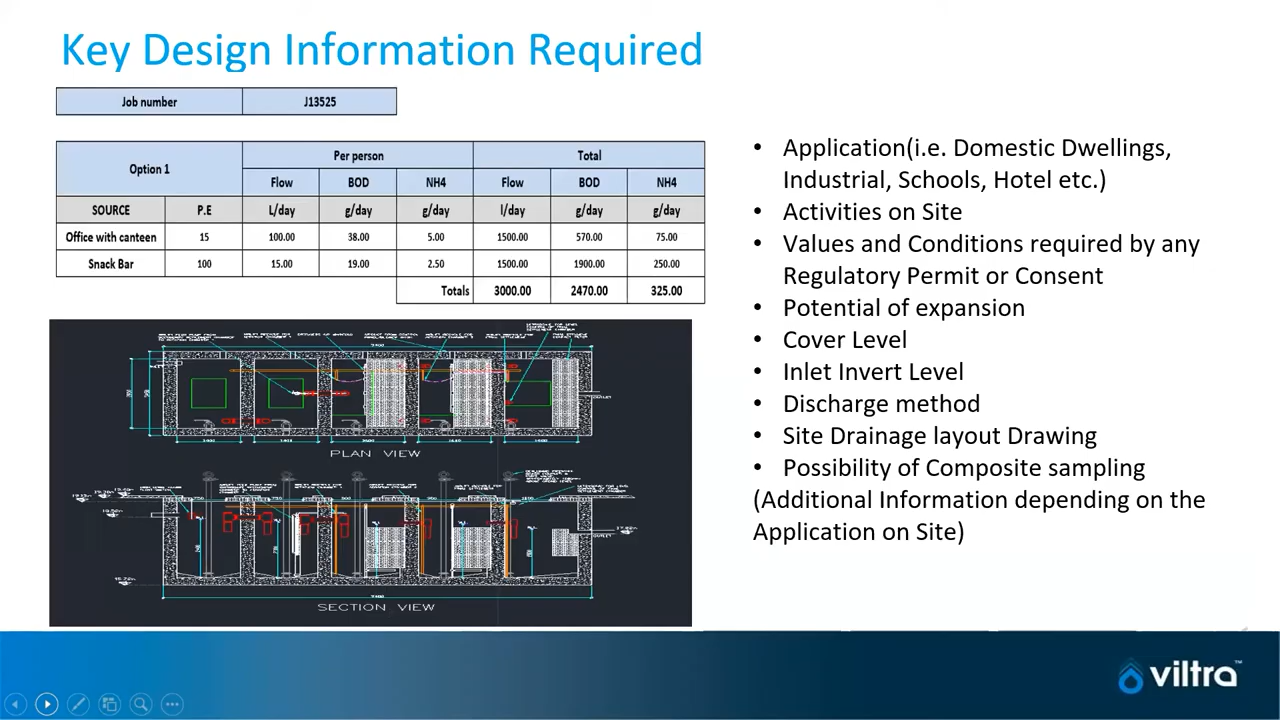 Key Design Information Required
Job number J13525
Option 1 Per person Total
Flow BOD NH4 Flow BOD NH4
SOURCE P.E L/day g/day g/day l/day g/day g/day
Office with canteen 15 100.00 38.00 5.00 1500.00 570.00 75.00
Snack Bar 100 15.00 19.00 2.50 1500.00 1900.00 250.00
Totals 3000.00 2470.00 325.00
• Application(i.e. Domestic Dwellings,
Industrial, Schools, Hotel etc.)
• Activities on Site
• Values and Conditions required by any
Regulatory Permit or Consent
• Potential of expansion
• Cover Level
• Inlet Invert Level
• Discharge method
• Site Drainage layout Drawing
• Possibility of Composite sampling
(Additional Information depending on the
Application on Site)
PLAN VIEW
SECTION VIEW
viltra™